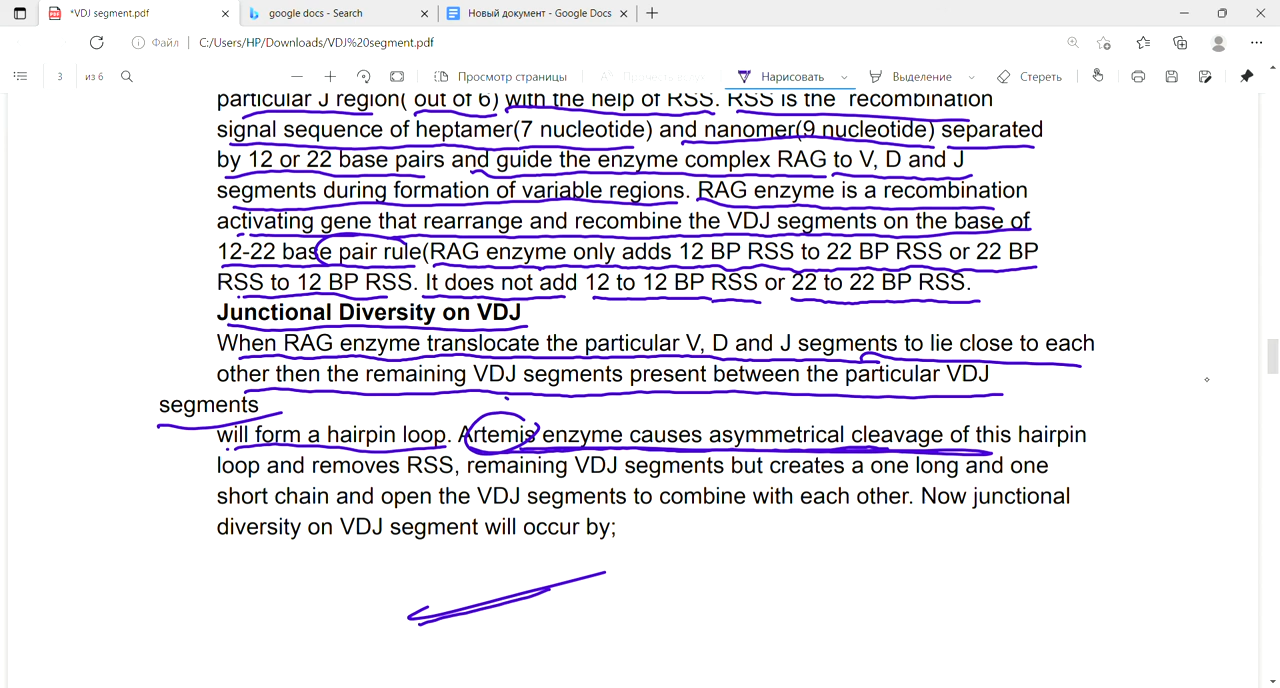 *VDJ segment.pdf
google docs - Search
Новый документ - Google Docs
Файл
C:/Users/HP/Downloads/VDJ%20segment.pdf
3 из 6
Просмотр страницы
Нарисовать
Выделение
Стереть
particular J region( out of 6) with the help of RSS. RSS is the recombination
signal sequence of heptamer(7 nucleotide) and nanomer(9 nucleotide) separated
by 12 or 22 base pairs and guide the enzyme complex RAG to V, D and J
segments during formation of variable regions. RAG enzyme is a recombination
activating gene that rearrange and recombine the VDJ segments on the base of
12-22 base pair rule(RAG enzyme only adds 12 BP RSS to 22 BP RSS or 22 BP
RSS to 12 BP RSS. It does not add 12 to 12 BP RSS or 22 to 22 BP RSS.
Junctional Diversity on VDJ
When RAG enzyme translocate the particular V, D and J segments to lie close to each
other then the remaining VDJ segments present between the particular VDJ
segments
will form a hairpin loop. Artemis enzyme causes asymmetrical cleavage of this hairpin
loop and removes RSS, remaining VDJ segments but creates a one long and one
short chain and open the VDJ segments to combine with each other. Now junctional
diversity on VDJ segment will occur by;